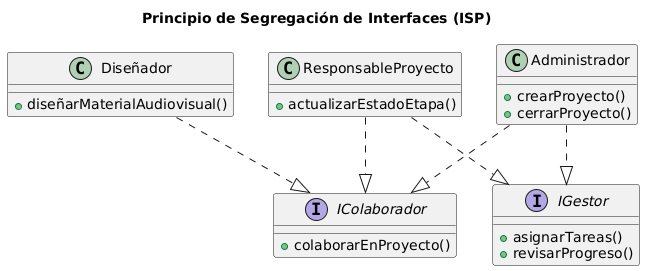 Principio de Segregación de Interfaces (ISP)
C Diseñador
diseñarMaterialAudiovisual()
C ResponsableProyecto
actualizarEstadoEtapa()
C Administrador
crearProyecto()
cerrarProyecto()
I IColaborador
colaborarEnProyecto()
I IGestor
asignarTareas()
revisarProgreso()